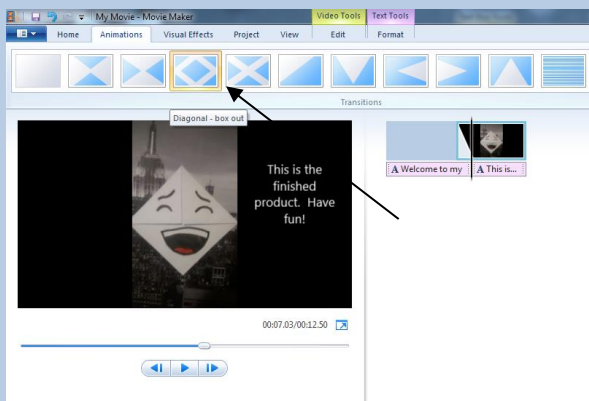 My Movie - Movie Maker
Video Tools
Text Tools
Home
Animations
Visual Effects
Project
View
Edit
Format
Transitions
Diagonal - box out
This is the
finished
product. Have
fun!
A Welcome to my
A This is...
00:07.03/00:12.50